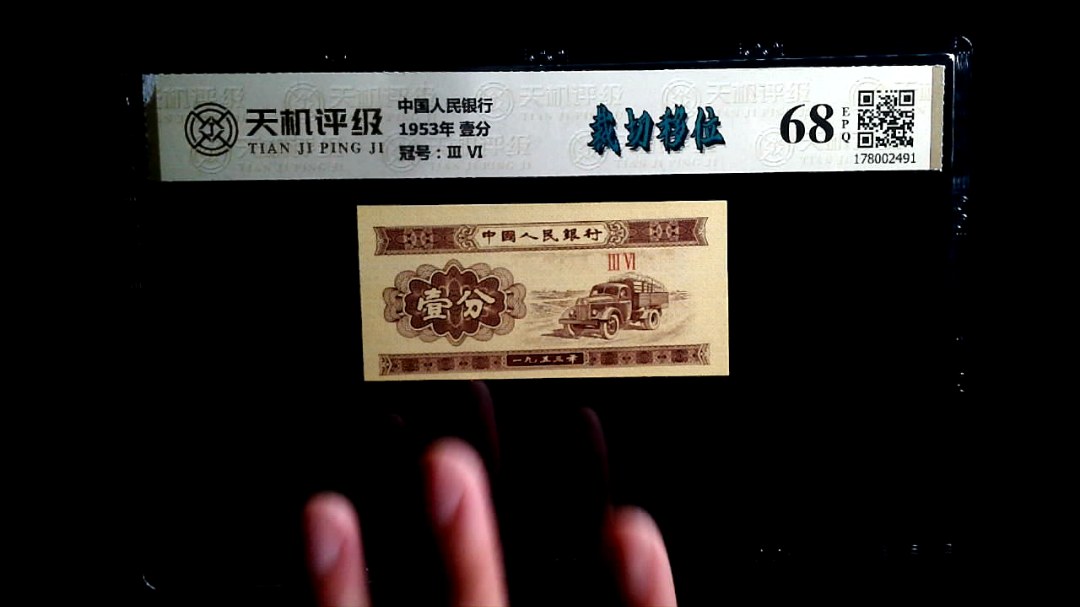 天机评级
TIAN JI PING JI
中国人民银行
1953年 壹分
冠号：Ⅲ Ⅵ
裁切移位
68
EPQ
178002491
中國人民銀行
Ⅲ Ⅵ
壹分
一九五三年